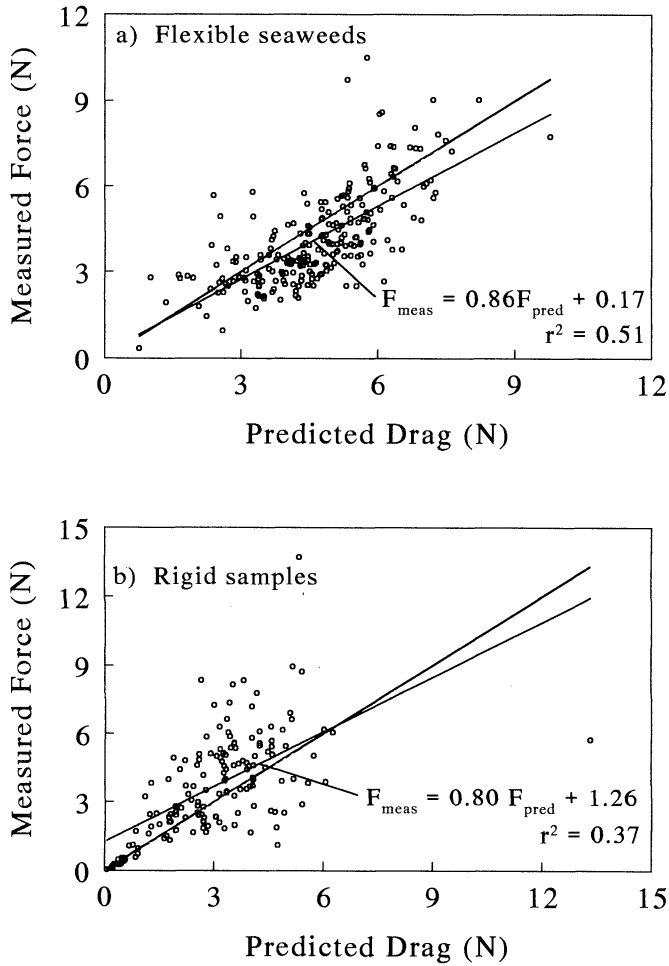 12
a) Flexible seaweeds
9
6
3
0
Measured Force (N)
F_meas = 0.86F_pred + 0.17
r² = 0.51
0 3 6 9 12
Predicted Drag (N)
15
b) Rigid samples
12
9
6
3
0
Measured Force (N)
F_meas = 0.80 F_pred + 1.26
r² = 0.37
0 3 6 9 12 15
Predicted Drag (N)